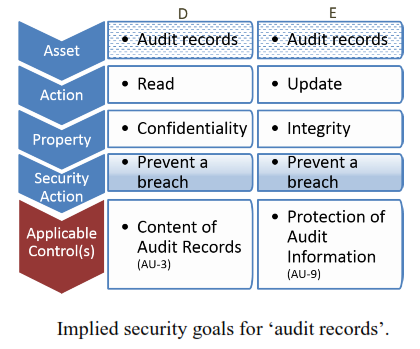 D E
Asset
• Audit records
• Audit records
Action
• Read
• Update
Property
• Confidentiality
• Integrity
Security
Action
• Prevent a
breach
• Prevent a
breach
Applicable
Control(s)
• Content of
Audit Records
(AU-3)
• Protection of
Audit
Information
(AU-9)
Implied security goals for ‘audit records’.